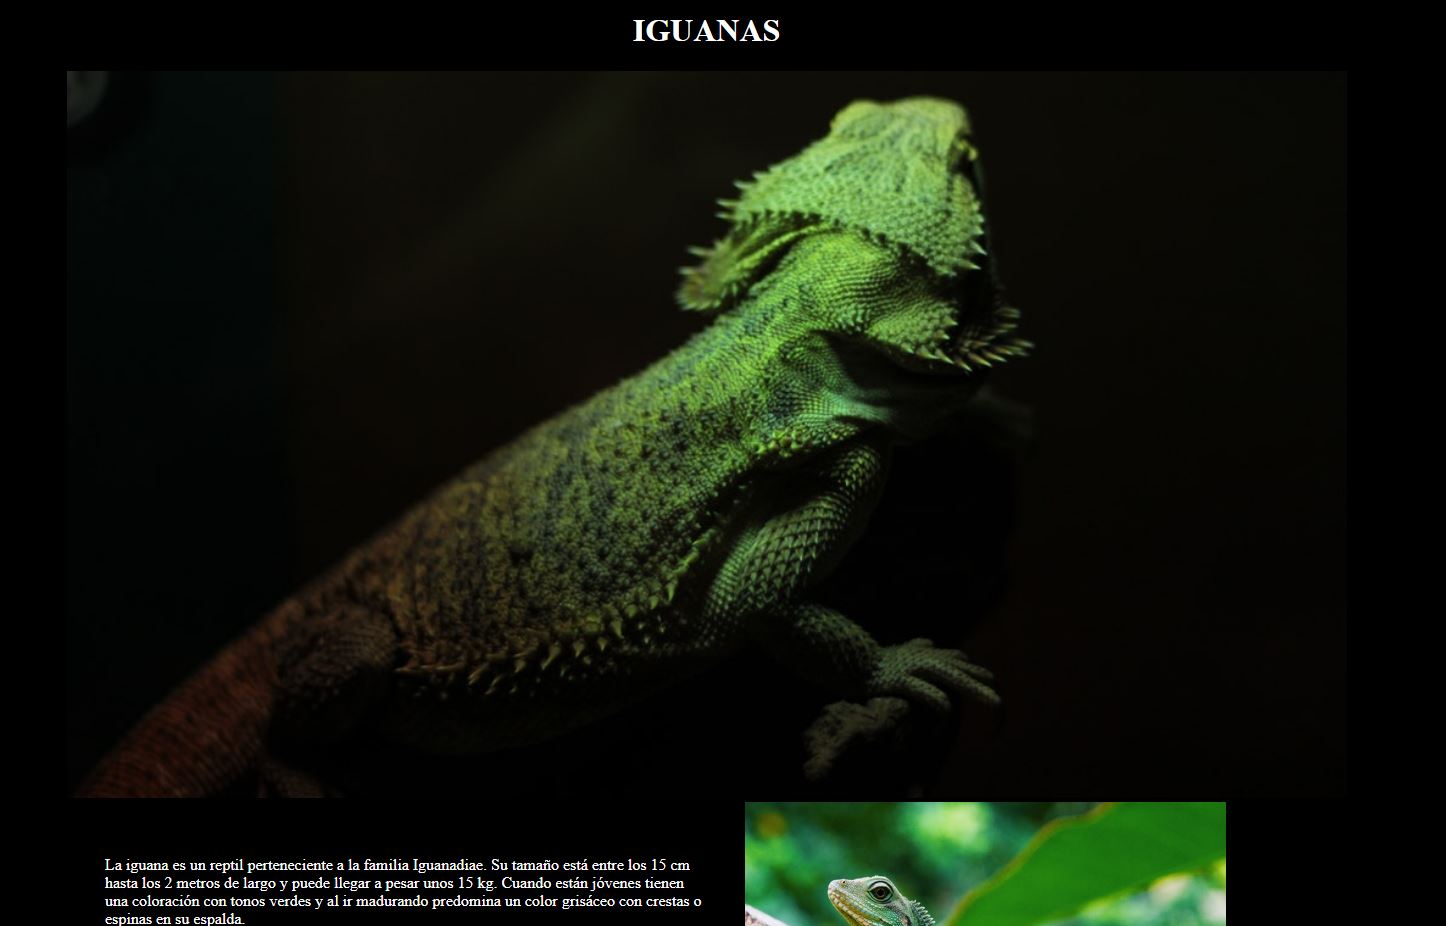 IGUANAS
La iguana es un reptil perteneciente a la familia Iguanadiae. Su tamaño está entre los 15 cm
hasta los 2 metros de largo y puede llegar a pesar unos 15 kg. Cuando están jóvenes tienen
una coloración con tonos verdes y al ir madurando predomina un color grisáceo con crestas o
espinas en su espalda.